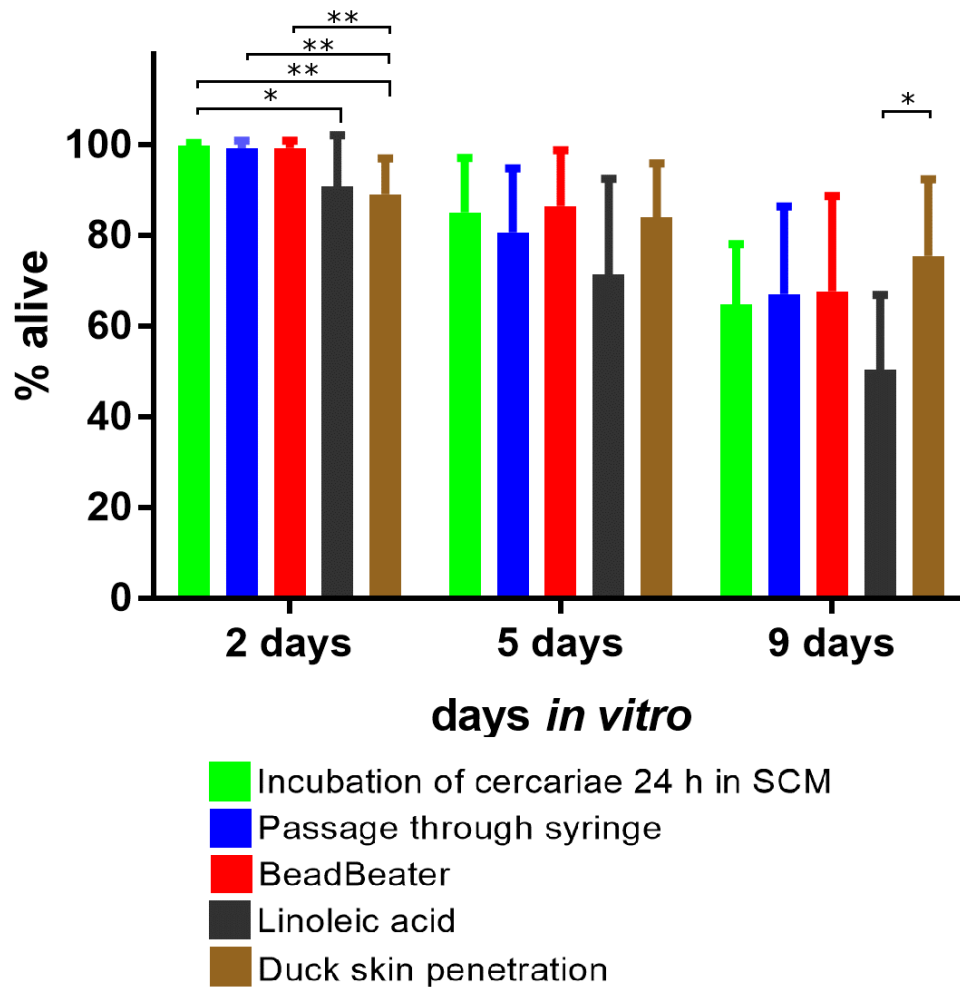 **
**
**
*
*
100
80
60
40
20
0
% alive
2 days 5 days 9 days
days in vitro
Incubation of cercariae 24 h in SCM
Passage through syringe
BeadBeater
Linoleic acid
Duck skin penetration